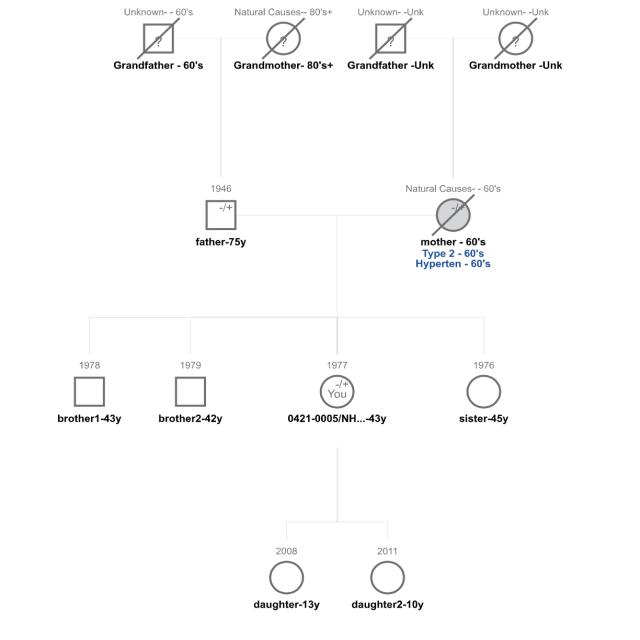 Unknown- - 60's
Natural Causes-- 80's+
Unknown- -Unk
Unknown- -Unk
?
?
?
?
Grandfather - 60's
Grandmother- 80's+
Grandfather -Unk
Grandmother -Unk
1946
Natural Causes- - 60's
-/+
-/+
father-75y
mother - 60's
Type 2 - 60's
Hyperten - 60's
1978
1979
1977
1976
-/+
You
brother1-43y
brother2-42y
0421-0005/NH...-43y
sister-45y
2008
2011
daughter-13y
daughter2-10y